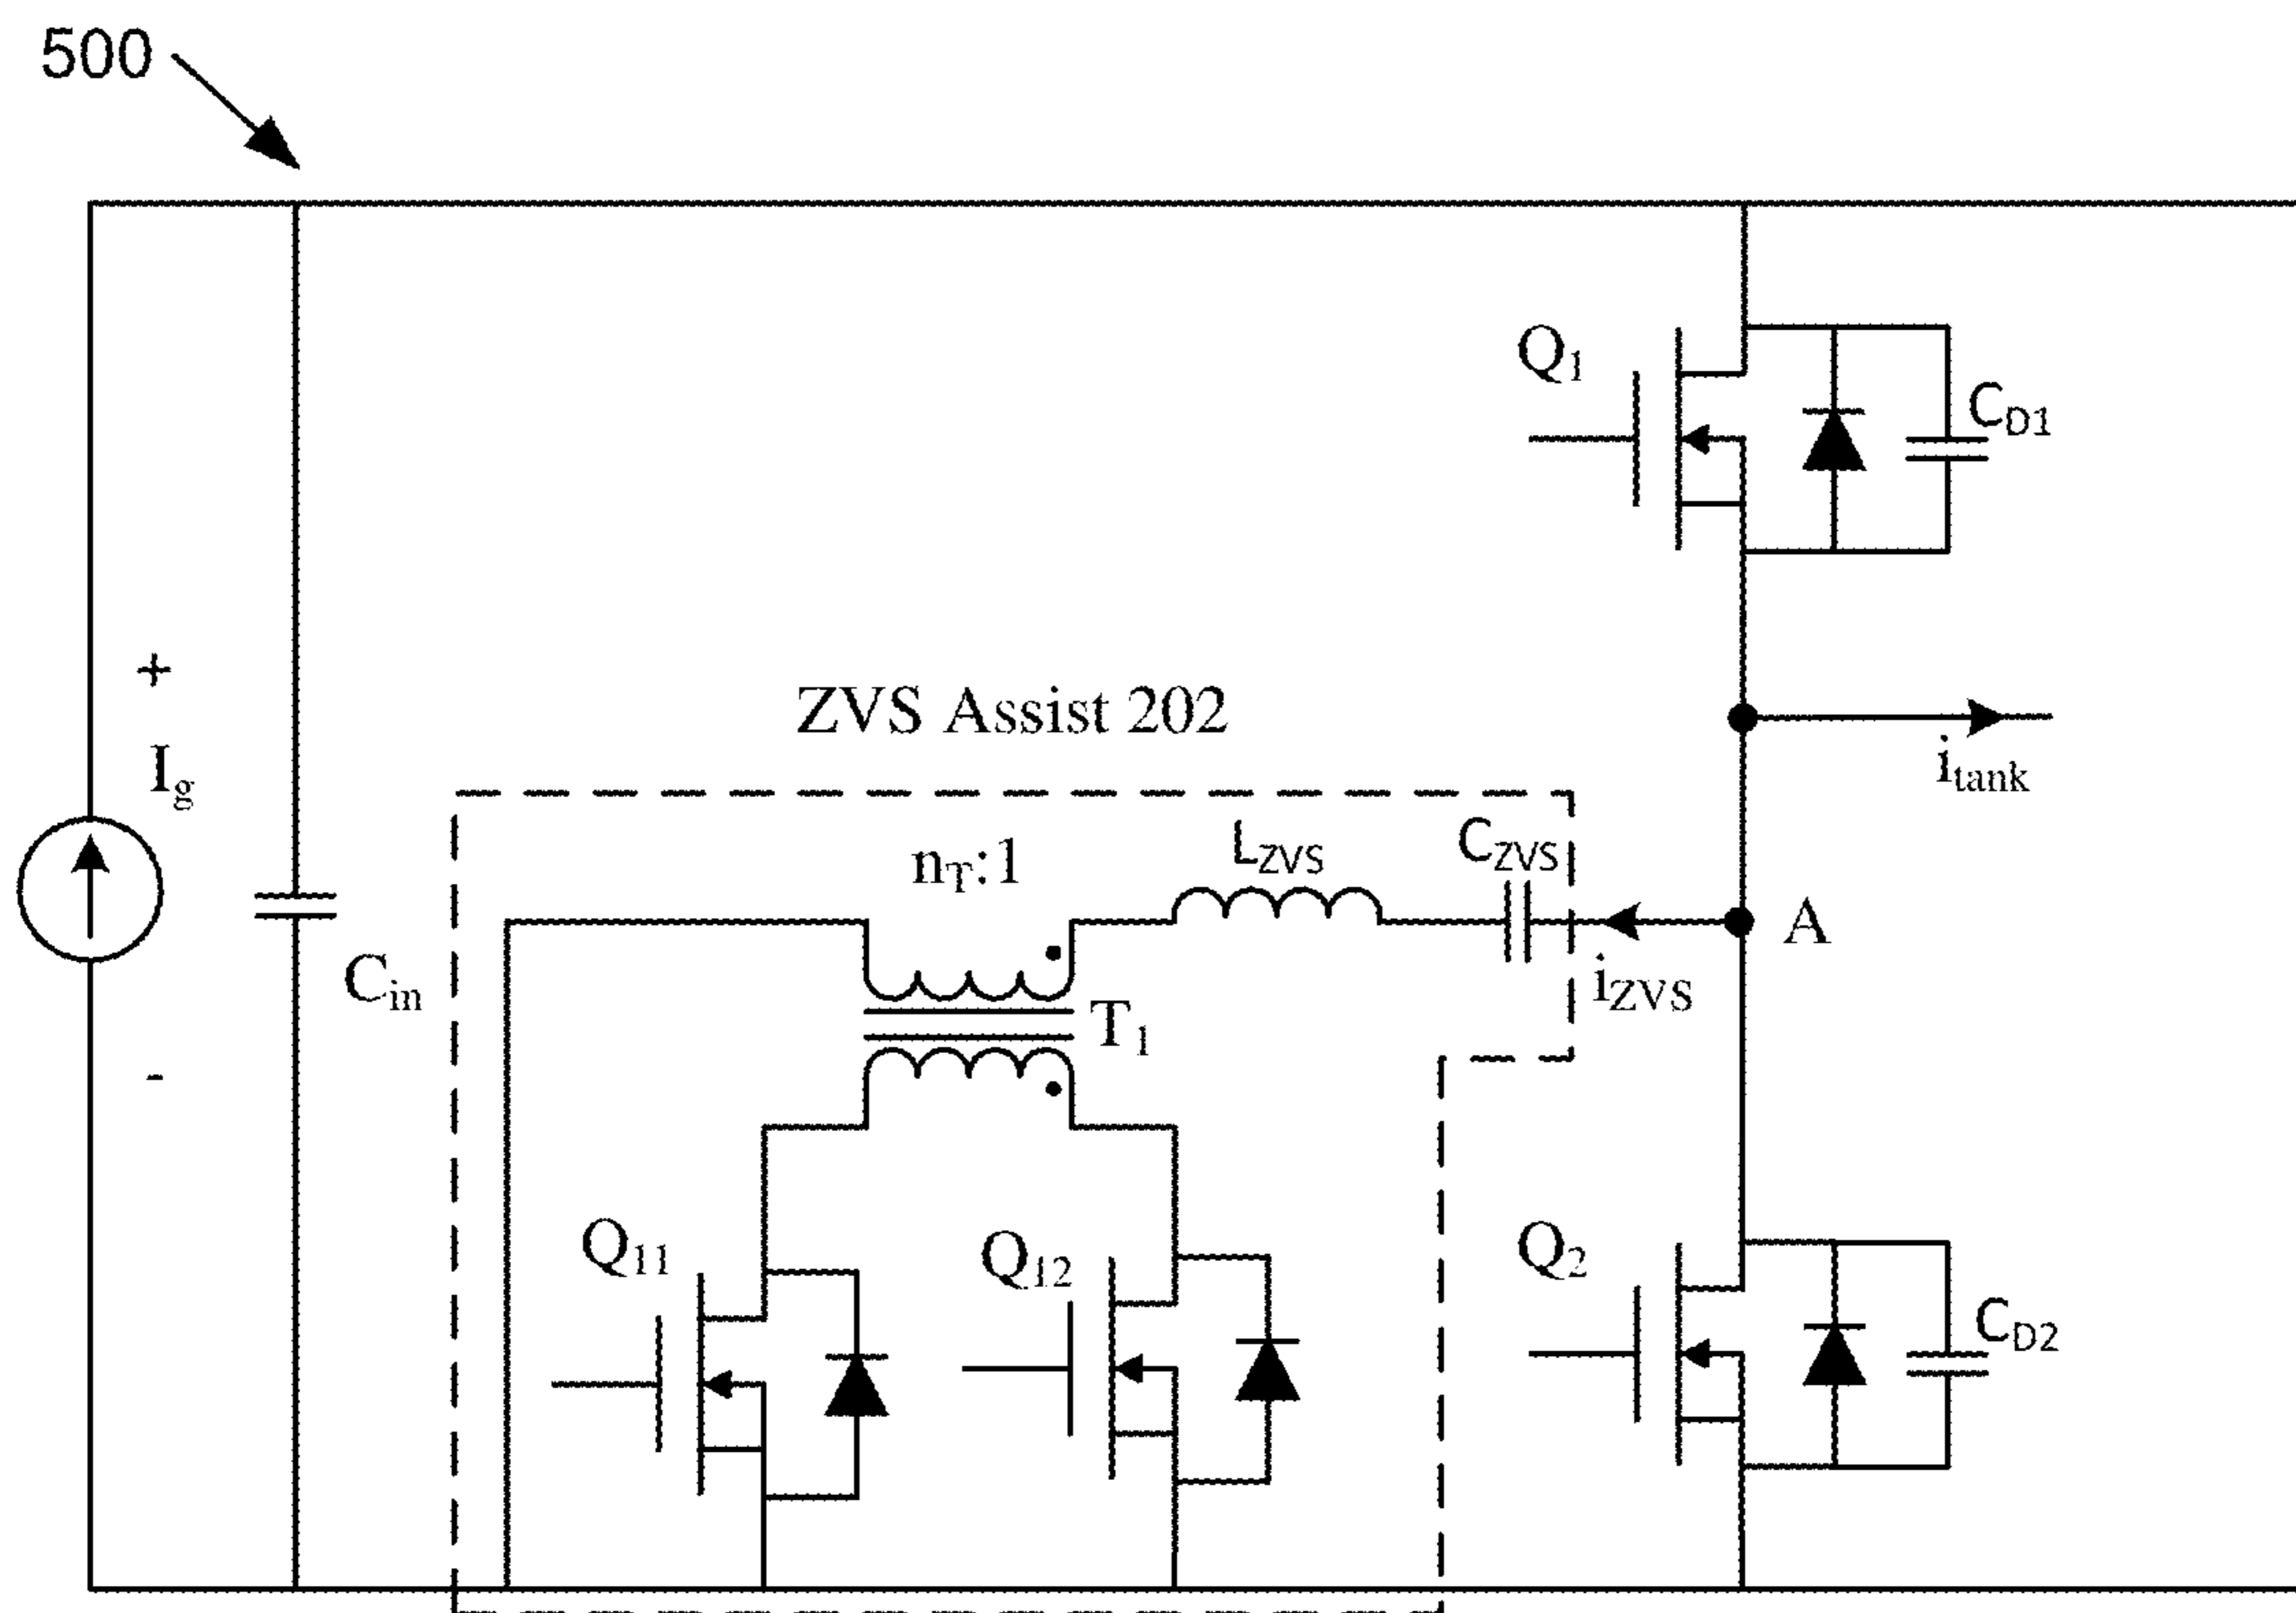 500
Q1
CD1
+
Ig
ZVS Assist 202
itank
nT:1
LZVS
CZVS
A
Cin
iZVS
T1
-
Q11
Q12
Q2
CD2